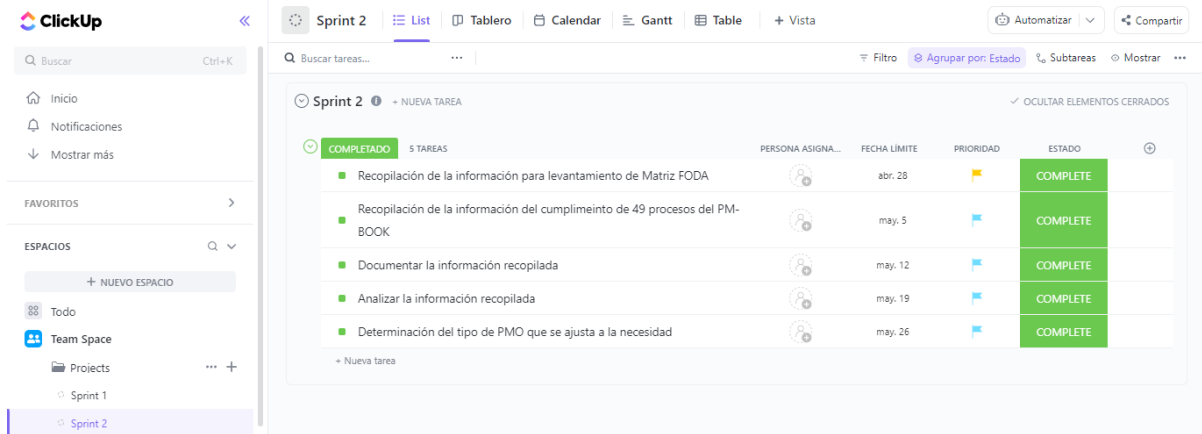 ClickUp
Buscar Ctrl+K
Inicio
Notificaciones
Mostrar más
FAVORITOS
ESPACIOS
+ NUEVO ESPACIO
Todo
Team Space
Projects
Sprint 1
Sprint 2
Sprint 2 List Tablero Calendar Gantt Table + Vista Automatizar Compartir
Buscar tareas... Filtro Agrupar por: Estado Subtareas Mostrar
Sprint 2 + NUEVA TAREA OCULTAR ELEMENTOS CERRADOS
COMPLETADO 5 TAREAS PERSONA ASIGNA... FECHA LÍMITE PRIORIDAD ESTADO
Recopilación de la información para levantamiento de Matriz FODA abr. 28 COMPLETE
Recopilación de la información del cumplimeinto de 49 procesos del PM-
BOOK may. 5 COMPLETE
Documentar la información recopilada may. 12 COMPLETE
Analizar la información recopilada may. 19 COMPLETE
Determinación del tipo de PMO que se ajusta a la necesidad may. 26 COMPLETE
+ Nueva tarea